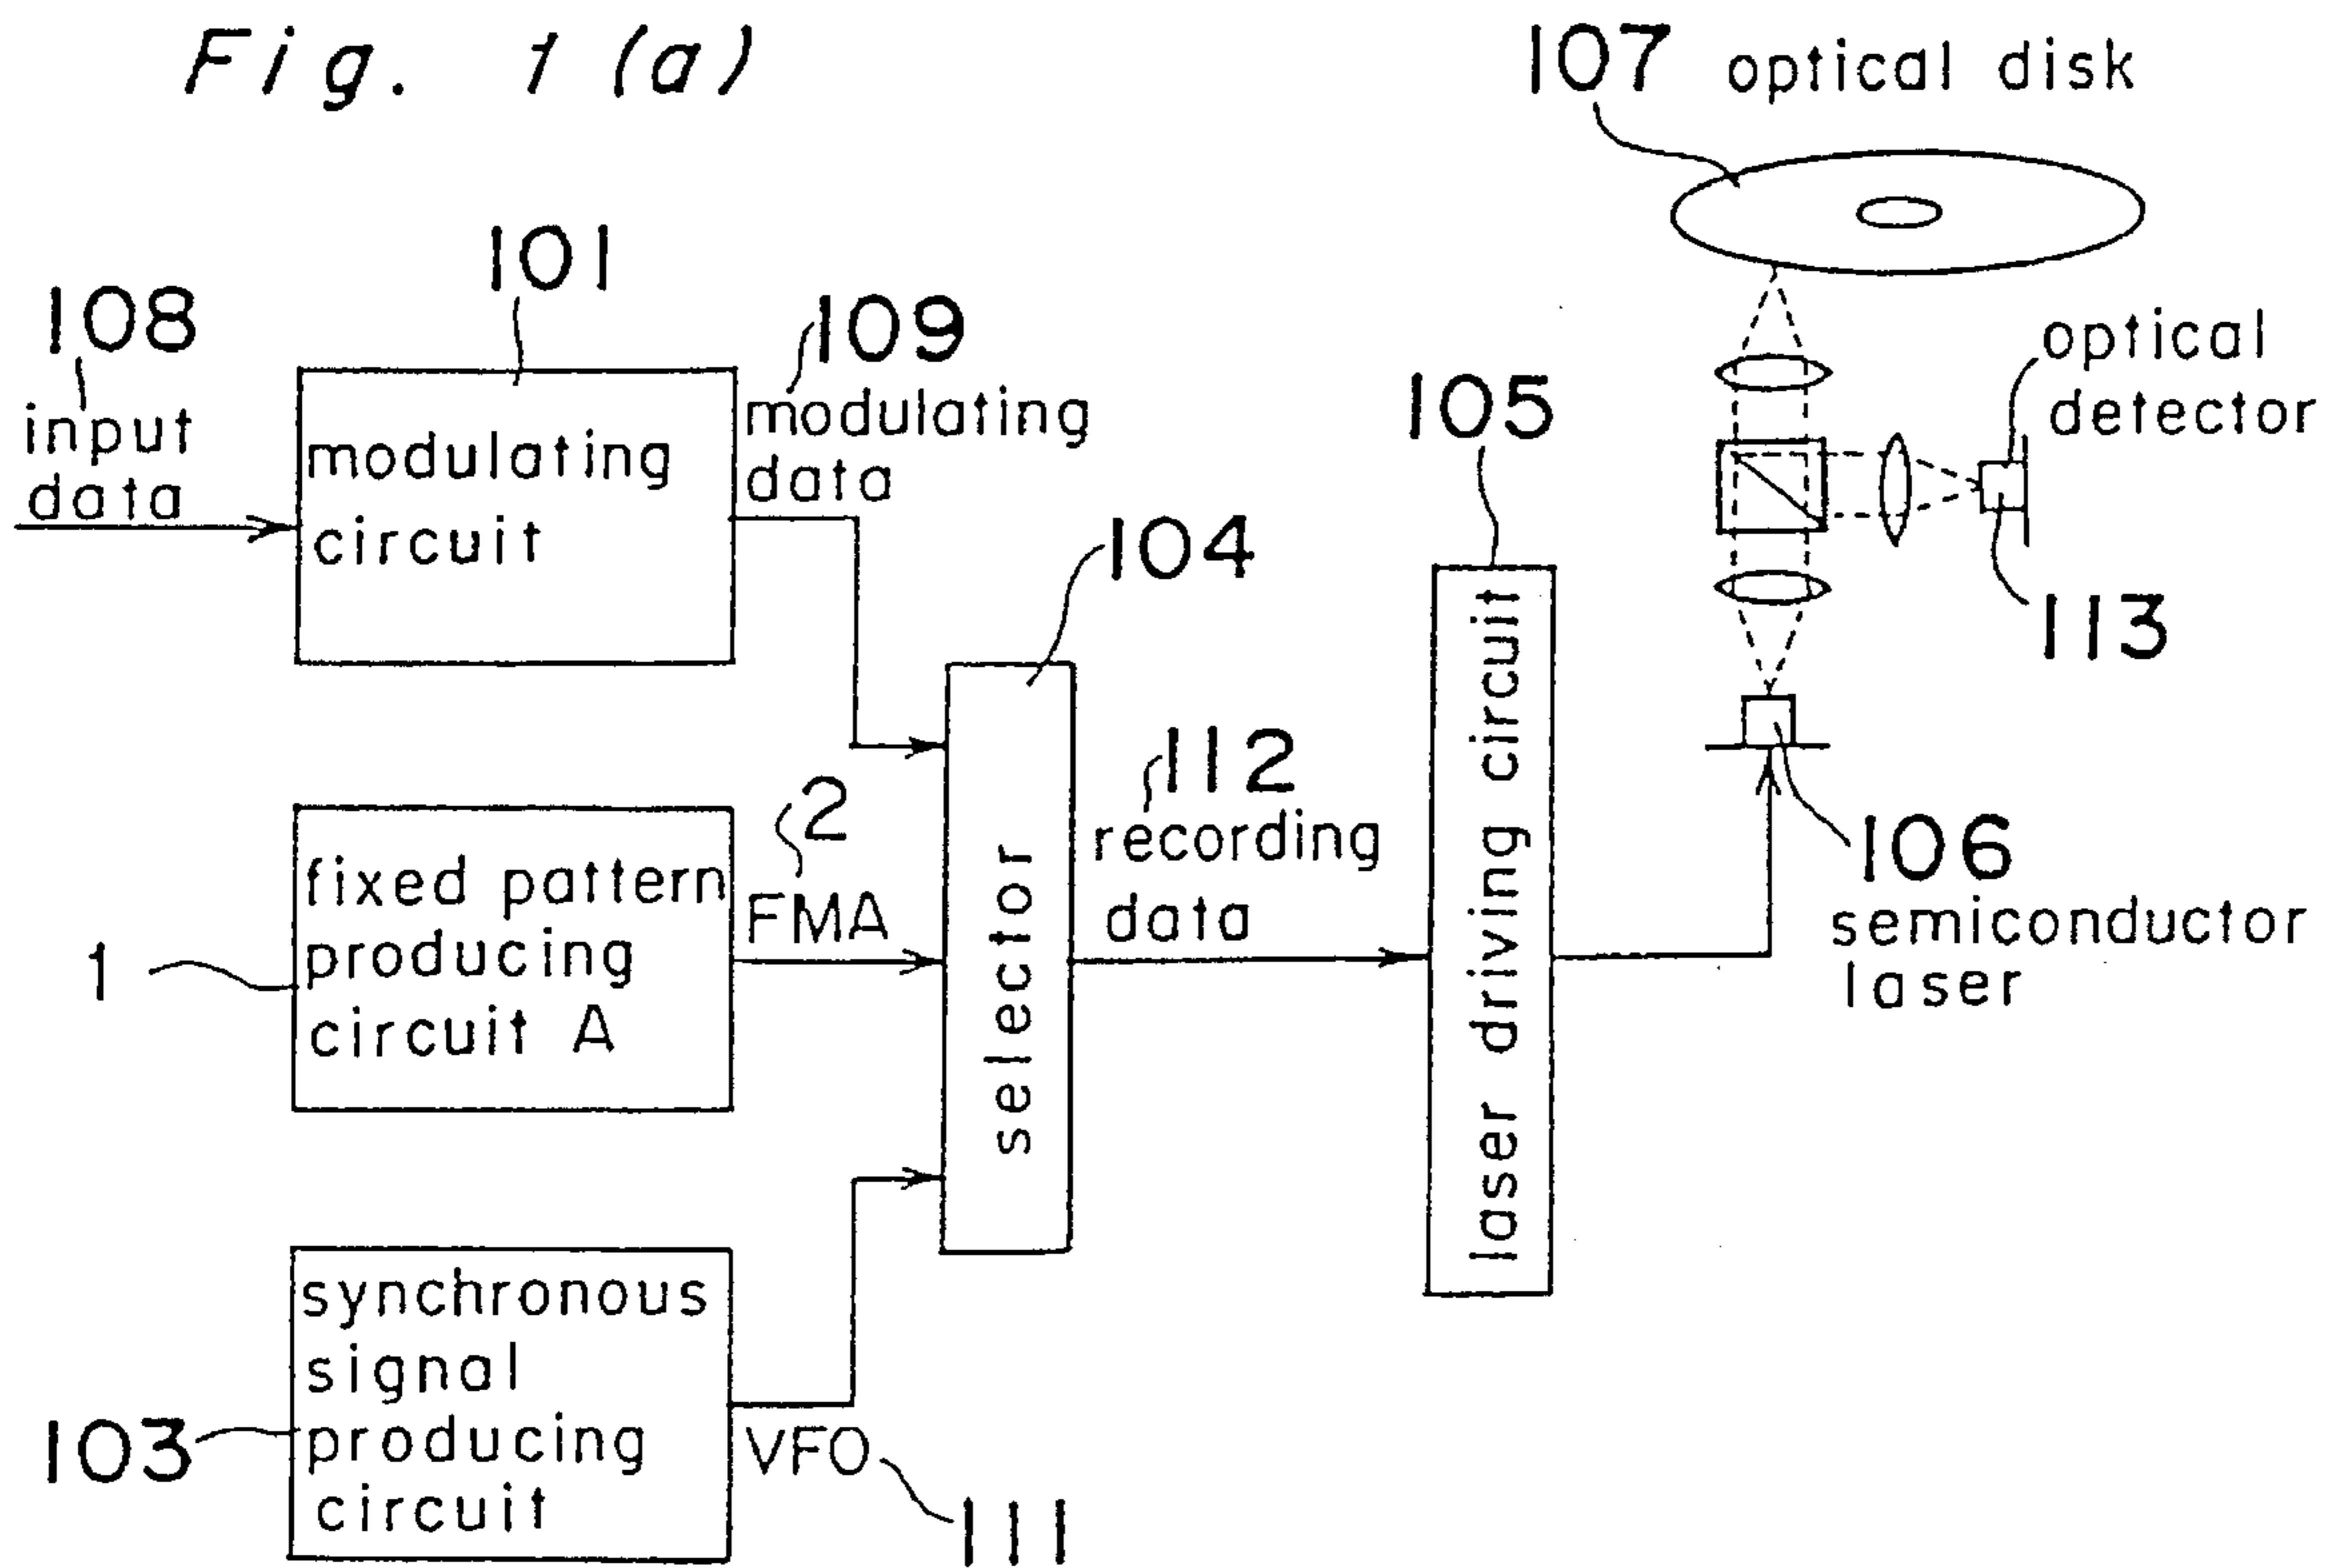 Fig. 1 (a)
107 optical disk
108
input
data
101
modulating
circuit
109
modulating
data
104
105
optical
detector
113
1
fixed pattern
producing
circuit A
2
FMA
selector
112
recording
data
laser driving circuit
106
semiconductor
laser
103
synchronous
signal
producing
circuit
VFO
111